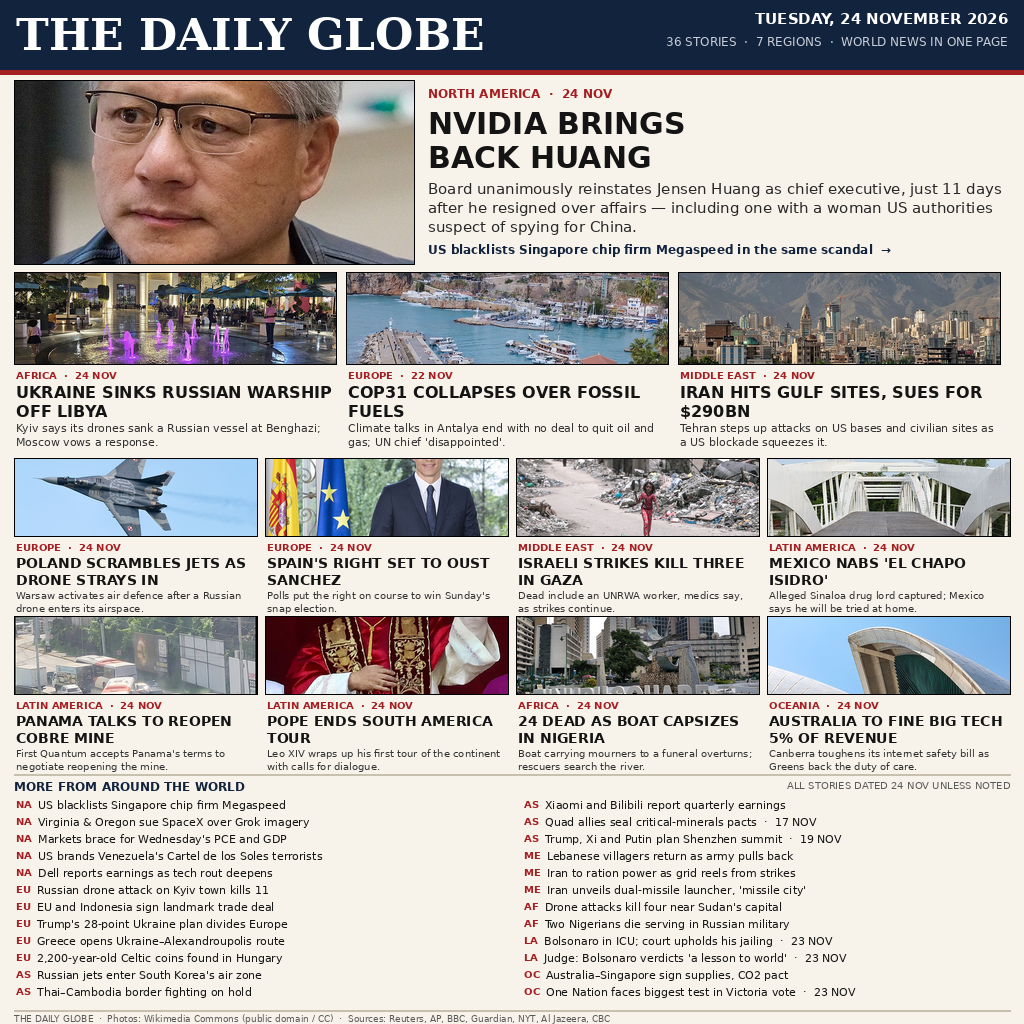 THE DAILY GLOBE
TUESDAY, 24 NOVEMBER 2026
36 STORIES · 7 REGIONS · WORLD NEWS IN ONE PAGE
NORTH AMERICA · 24 NOV
NVIDIA BRINGS
BACK HUANG
Board unanimously reinstates Jensen Huang as chief executive, just 11 days
after he resigned over affairs — including one with a woman US authorities
suspect of spying for China.
US blacklists Singapore chip firm Megaspeed in the same scandal →
AFRICA · 24 NOV
UKRAINE SINKS RUSSIAN WARSHIP
OFF LIBYA
Kyiv says its drones sank a Russian vessel at Benghazi;
Moscow vows a response.
EUROPE · 22 NOV
COP31 COLLAPSES OVER FOSSIL
FUELS
Climate talks in Antalya end with no deal to quit oil and
gas; UN chief 'disappointed'.
MIDDLE EAST · 24 NOV
IRAN HITS GULF SITES, SUES FOR
$290BN
Tehran steps up attacks on US bases and civilian sites as
a US blockade squeezes it.
EUROPE · 24 NOV
POLAND SCRAMBLES JETS AS
DRONE STRAYS IN
Warsaw activates air defence after a Russian
drone enters its airspace.
EUROPE · 24 NOV
SPAIN'S RIGHT SET TO OUST
SANCHEZ
Polls put the right on course to win Sunday's
snap election.
MIDDLE EAST · 24 NOV
ISRAELI STRIKES KILL THREE
IN GAZA
Dead include an UNRWA worker, medics say,
as strikes continue.
LATIN AMERICA · 24 NOV
MEXICO NABS 'EL CHAPO
ISIDRO'
Alleged Sinaloa drug lord captured; Mexico
says he will be tried at home.
LATIN AMERICA · 24 NOV
PANAMA TALKS TO REOPEN
COBRE MINE
First Quantum accepts Panama's terms to
negotiate reopening the mine.
LATIN AMERICA · 24 NOV
POPE ENDS SOUTH AMERICA
TOUR
Leo XIV wraps up his first tour of the continent
with calls for dialogue.
AFRICA · 24 NOV
24 DEAD AS BOAT CAPSIZES
IN NIGERIA
Boat carrying mourners to a funeral overturns;
rescuers search the river.
OCEANIA · 24 NOV
AUSTRALIA TO FINE BIG TECH
5% OF REVENUE
Canberra toughens its internet safety bill as
Greens back the duty of care.
MORE FROM AROUND THE WORLD
ALL STORIES DATED 24 NOV UNLESS NOTED
NA US blacklists Singapore chip firm Megaspeed
NA Virginia & Oregon sue SpaceX over Grok imagery
NA Markets brace for Wednesday's PCE and GDP
NA US brands Venezuela's Cartel de los Soles terrorists
NA Dell reports earnings as tech rout deepens
EU Russian drone attack on Kyiv town kills 11
EU EU and Indonesia sign landmark trade deal
EU Trump's 28-point Ukraine plan divides Europe
EU Greece opens Ukraine–Alexandroupolis route
EU 2,200-year-old Celtic coins found in Hungary
AS Russian jets enter South Korea's air zone
AS Thai–Cambodia border fighting on hold
AS Xiaomi and Bilibili report quarterly earnings
AS Quad allies seal critical-minerals pacts · 17 NOV
AS Trump, Xi and Putin plan Shenzhen summit · 19 NOV
ME Lebanese villagers return as army pulls back
ME Iran to ration power as grid reels from strikes
ME Iran unveils dual-missile launcher, 'missile city'
AF Drone attacks kill four near Sudan's capital
AF Two Nigerians die serving in Russian military
LA Bolsonaro in ICU; court upholds his jailing · 23 NOV
LA Judge: Bolsonaro verdicts 'a lesson to world' · 23 NOV
OC Australia–Singapore sign supplies, CO2 pact
OC One Nation faces biggest test in Victoria vote · 23 NOV
THE DAILY GLOBE · Photos: Wikimedia Commons (public domain / CC) · Sources: Reuters, AP, BBC, Guardian, NYT, Al Jazeera, CBC